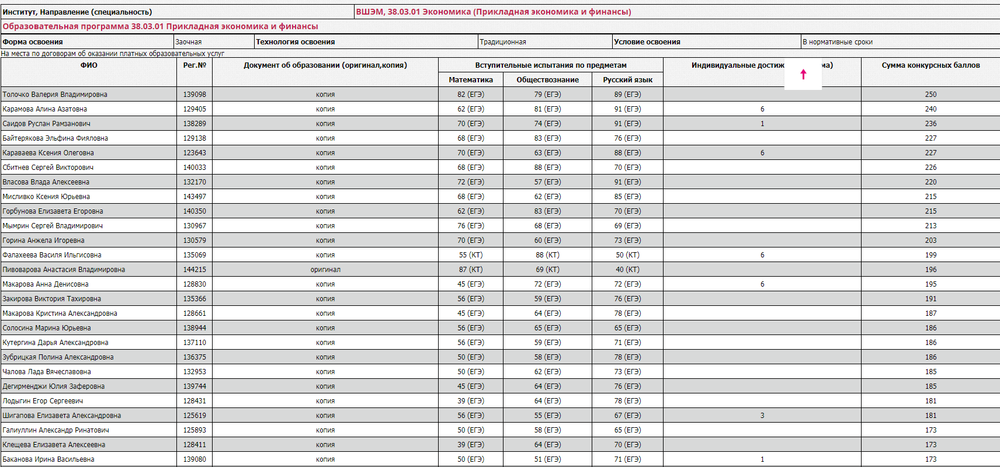 Институт, Направление (специальность) ВШЭМ, 38.03.01 Экономика (Прикладная экономика и финансы)
Образовательная программа 38.03.01 Прикладная экономика и финансы
Форма освоения Заочная Технология освоения Традиционная Условие освоения В нормативные сроки
На места по договорам об оказании платных образовательных услуг
ФИО Рег.№ Документ об образовании (оригинал,копия) Вступительные испытания по предметам Индивидуальные Сумма конкурсных баллов
Математика Обществознание Русский язык
Толочко Валерия Владимировна 139098 копия 82 (ЕГЭ) 79 (ЕГЭ) 89 (ЕГЭ) 250
Карамова Алина Азатовна 129405 копия 62 (ЕГЭ) 81 (ЕГЭ) 91 (ЕГЭ) 6 240
Саидов Руслан Рамзанович 138289 копия 70 (ЕГЭ) 74 (ЕГЭ) 91 (ЕГЭ) 1 236
Байтерякова Эльфина Фияловна 129138 копия 68 (ЕГЭ) 83 (ЕГЭ) 76 (ЕГЭ) 227
Караваева Ксения Олеговна 123643 копия 70 (ЕГЭ) 63 (ЕГЭ) 88 (ЕГЭ) 6 227
Сбитнев Сергей Викторович 140033 копия 68 (ЕГЭ) 88 (ЕГЭ) 70 (ЕГЭ) 226
Власова Влада Алексеевна 132170 копия 72 (ЕГЭ) 57 (ЕГЭ) 91 (ЕГЭ) 220
Мисливко Ксения Юрьевна 143497 копия 68 (ЕГЭ) 62 (ЕГЭ) 85 (ЕГЭ) 215
Горбунова Елизавета Егоровна 140350 копия 62 (ЕГЭ) 83 (ЕГЭ) 70 (ЕГЭ) 215
Мымрин Сергей Владимирович 130967 копия 76 (ЕГЭ) 68 (ЕГЭ) 69 (ЕГЭ) 213
Горина Анжела Игоревна 130579 копия 70 (ЕГЭ) 60 (ЕГЭ) 73 (ЕГЭ) 203
Фалахеева Василя Ильгисовна 135069 копия 55 (КТ) 88 (КТ) 50 (КТ) 6 199
Пивоварова Анастасия Владимировна 144215 оригинал 87 (КТ) 69 (КТ) 40 (КТ) 196
Макарова Анна Денисовна 128830 копия 45 (ЕГЭ) 72 (ЕГЭ) 72 (ЕГЭ) 6 195
Закирова Виктория Тахировна 135366 копия 56 (ЕГЭ) 59 (ЕГЭ) 76 (ЕГЭ) 191
Макарова Кристина Александровна 128661 копия 45 (ЕГЭ) 64 (ЕГЭ) 78 (ЕГЭ) 187
Солосина Марина Юрьевна 138944 копия 56 (ЕГЭ) 65 (ЕГЭ) 65 (ЕГЭ) 186
Кутергина Дарья Александровна 137110 копия 56 (ЕГЭ) 59 (ЕГЭ) 71 (ЕГЭ) 186
Зубрицкая Полина Александровна 136375 копия 50 (ЕГЭ) 58 (ЕГЭ) 78 (ЕГЭ) 186
Чалова Лада Вячеславовна 132953 копия 50 (ЕГЭ) 62 (ЕГЭ) 73 (ЕГЭ) 185
Дегирменджи Юлия Заферовна 139744 копия 45 (ЕГЭ) 64 (ЕГЭ) 76 (ЕГЭ) 185
Лодыгин Егор Сергеевич 128431 копия 39 (ЕГЭ) 64 (ЕГЭ) 78 (ЕГЭ) 181
Шигапова Елизавета Александровна 125619 копия 56 (ЕГЭ) 55 (ЕГЭ) 67 (ЕГЭ) 3 181
Галиуллин Александр Ринатович 125893 копия 50 (ЕГЭ) 58 (ЕГЭ) 65 (ЕГЭ) 173
Клещева Елизавета Алексеевна 128411 копия 39 (ЕГЭ) 64 (ЕГЭ) 70 (ЕГЭ) 173
Баканова Ирина Васильевна 139080 копия 50 (ЕГЭ) 51 (ЕГЭ) 71 (ЕГЭ) 1 173